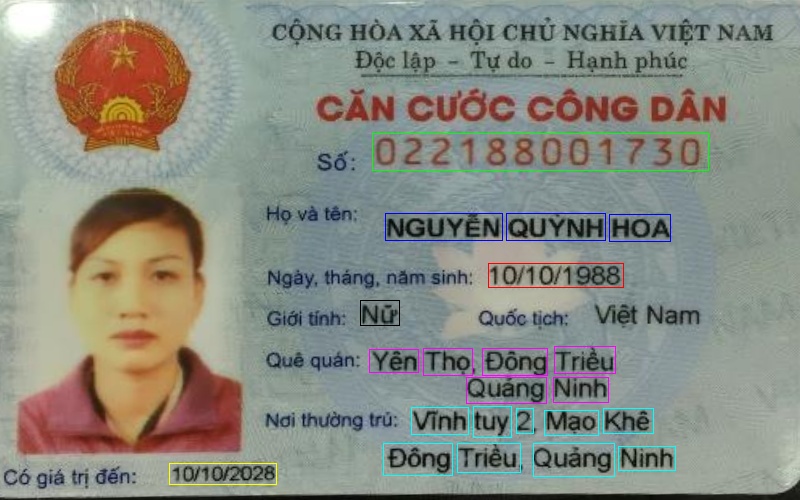 CỘNG HÒA XÃ HỘI CHỦ NGHĨA VIỆT NAM
Độc lập – Tự do – Hạnh phúc
CĂN CƯỚC CÔNG DÂN
Số: 022188001730
Họ và tên: NGUYỄN QUỲNH HOA
Ngày, tháng, năm sinh: 10/10/1988
Giới tính: Nữ Quốc tịch: Việt Nam
Quê quán: Yên Thọ, Đông Triều
Quảng Ninh
Nơi thường trú: Vĩnh tuy 2, Mạo Khê
Đông Triều, Quảng Ninh
Có giá trị đến: 10/10/2028